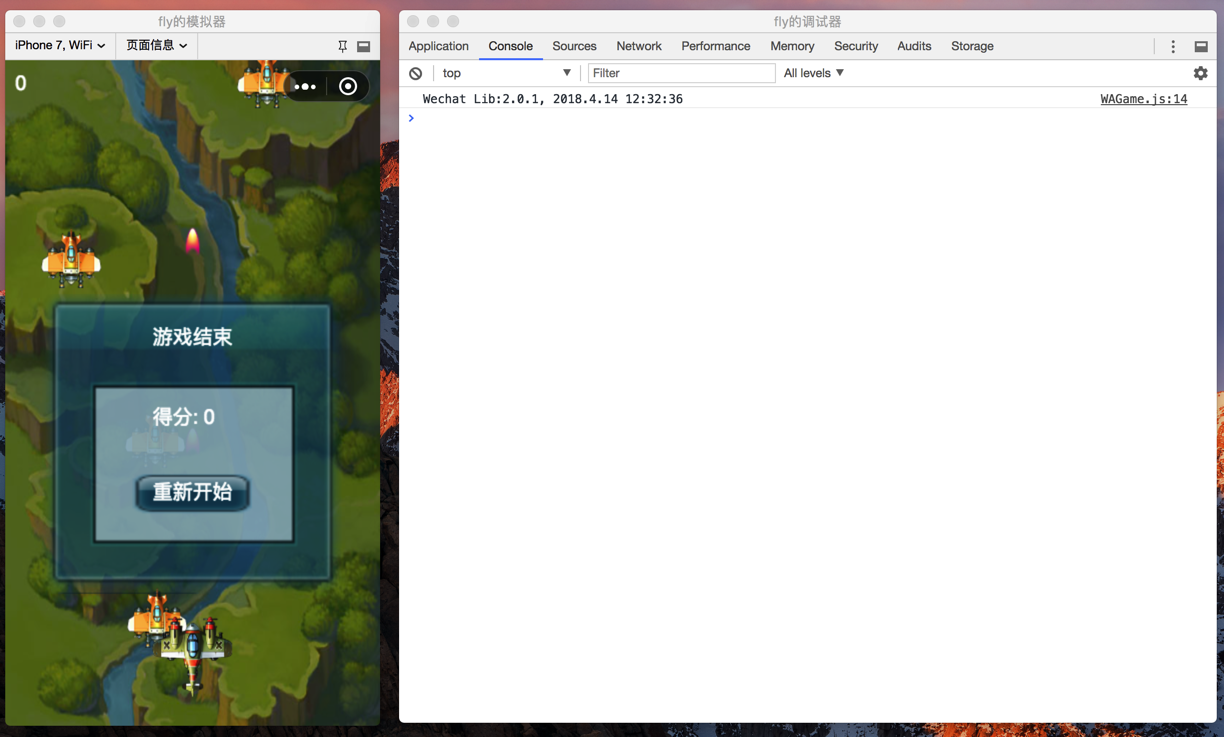 fly的模拟器
iPhone 7, WiFi
页面信息
0
游戏结束
得分: 0
重新开始
fly的调试器
Application Console Sources Network Performance Memory Security Audits Storage
top Filter All levels
Wechat Lib:2.0.1, 2018.4.14 12:32:36 WAGame.js:14